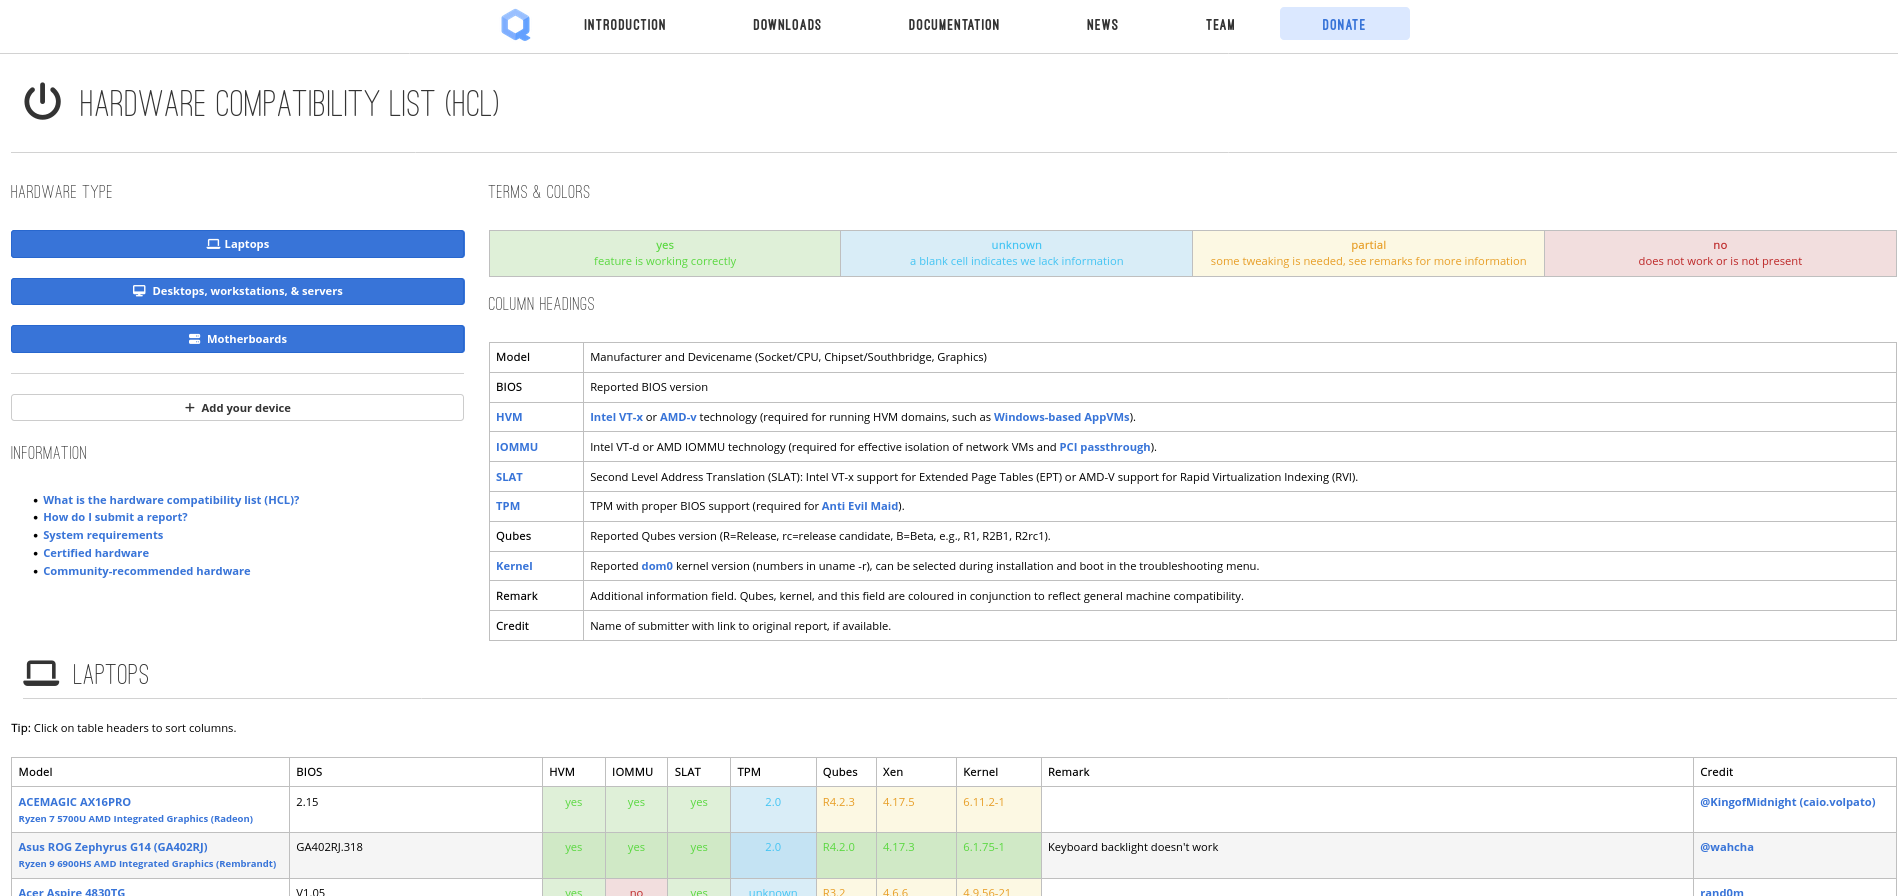 INTRODUCTION DOWNLOADS DOCUMENTATION NEWS TEAM DONATE
HARDWARE COMPATIBILITY LIST (HCL)
HARDWARE TYPE
Laptops
Desktops, workstations, & servers
Motherboards
Add your device
INFORMATION
What is the hardware compatibility list (HCL)?
How do I submit a report?
System requirements
Certified hardware
Community-recommended hardware
TERMS & COLORS
yes unknown partial no
feature is working correctly a blank cell indicates we lack information some tweaking is needed, see remarks for more information does not work or is not present
COLUMN HEADINGS
Model Manufacturer and Devicename (Socket/CPU, Chipset/Southbridge, Graphics)
BIOS Reported BIOS version
HVM Intel VT-x or AMD-v technology (required for running HVM domains, such as Windows-based AppVMs).
IOMMU Intel VT-d or AMD IOMMU technology (required for effective isolation of network VMs and PCI passthrough).
SLAT Second Level Address Translation (SLAT): Intel VT-x support for Extended Page Tables (EPT) or AMD-V support for Rapid Virtualization Indexing (RVI).
TPM TPM with proper BIOS support (required for Anti Evil Maid).
Qubes Reported Qubes version (R=Release, rc=release candidate, B=Beta, e.g., R1, R2B1, R2rc1).
Kernel Reported dom0 kernel version (numbers in uname -r), can be selected during installation and boot in the troubleshooting menu.
Remark Additional information field. Qubes, kernel, and this field are coloured in conjunction to reflect general machine compatibility.
Credit Name of submitter with link to original report, if available.
LAPTOPS
Tip: Click on table headers to sort columns.
Model BIOS HVM IOMMU SLAT TPM Qubes Xen Kernel Remark Credit
ACEMAGIC AX16PRO 2.15 yes yes yes 2.0 R4.2.3 4.17.5 6.11.2-1 @KingofMidnight (caio.volpato)
Ryzen 7 5700U AMD Integrated Graphics (Radeon)
Asus ROG Zephyrus G14 (GA402RJ) GA402RJ.318 yes yes yes 2.0 R4.2.0 4.17.3 6.1.75-1 Keyboard backlight doesn't work @wahcha
Ryzen 9 6900HS AMD Integrated Graphics (Rembrandt)
Acer Aspire 4830TG V1.05 yes no yes unknown R3.2 4.6.6 4.9.56-21 rand0m